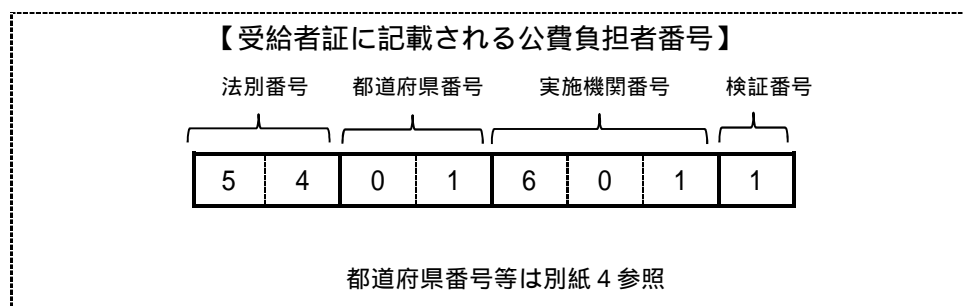 【受給者証に記載される公費負担者番号】
法別番号 都道府県番号 実施機関番号 検証番号
5 4 0 1 6 0 1 1
都道府県番号等は別紙4参照